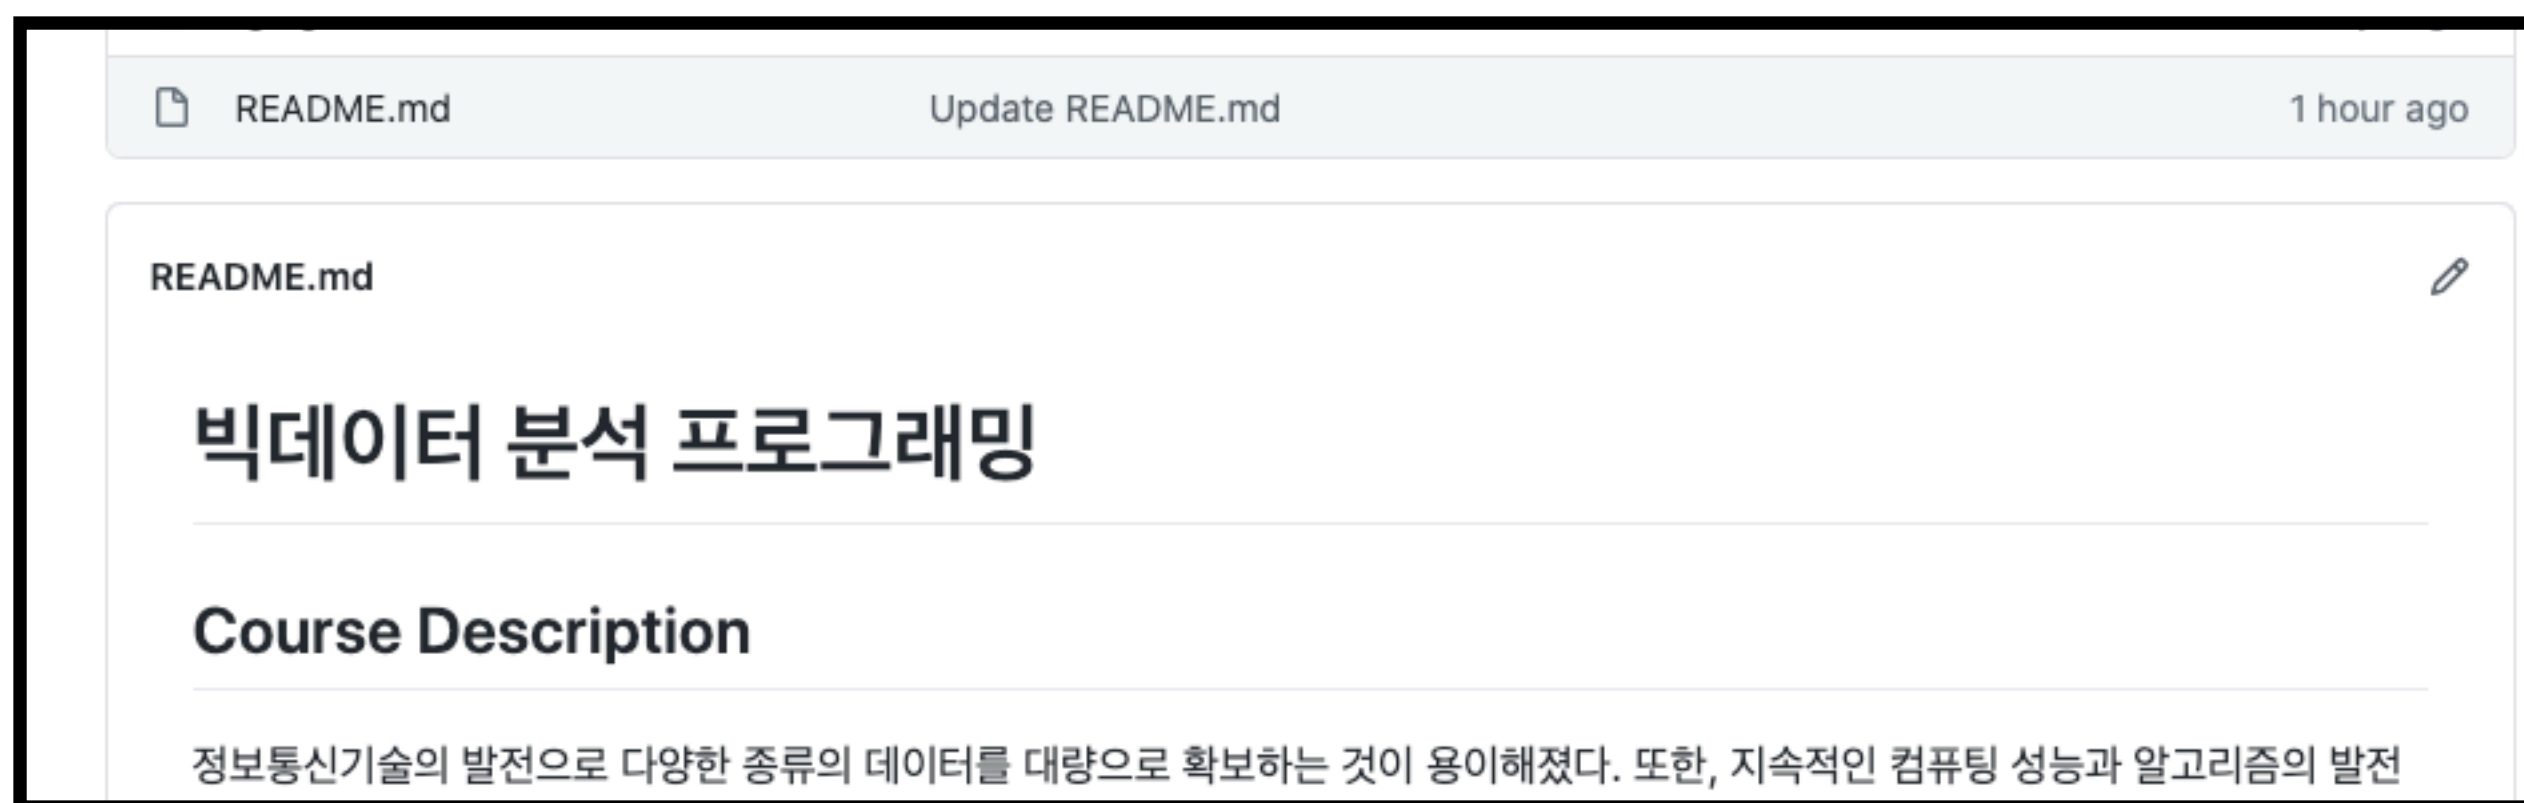 README.md Update README.md 1 hour ago
README.md
빅데이터 분석 프로그래밍
Course Description
정보통신기술의 발전으로 다양한 종류의 데이터를 대량으로 확보하는 것이 용이해졌다. 또한, 지속적인 컴퓨팅 성능과 알고리즘의 발전